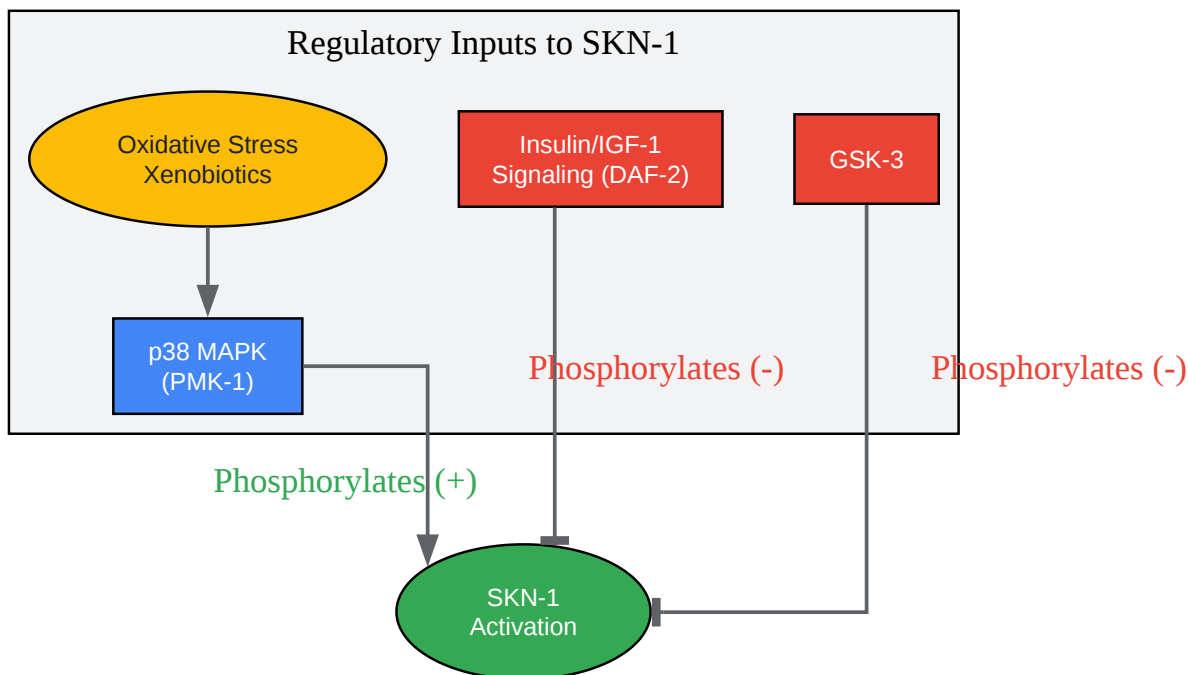 Regulatory Inputs to SKN-1
Oxidative Stress
Xenobiotics
Insulin/IGF-1
Signaling (DAF-2)
GSK-3
p38 MAPK
(PMK-1)
Phosphorylates (-)
Phosphorylates (-)
Phosphorylates (+)
SKN-1
Activation